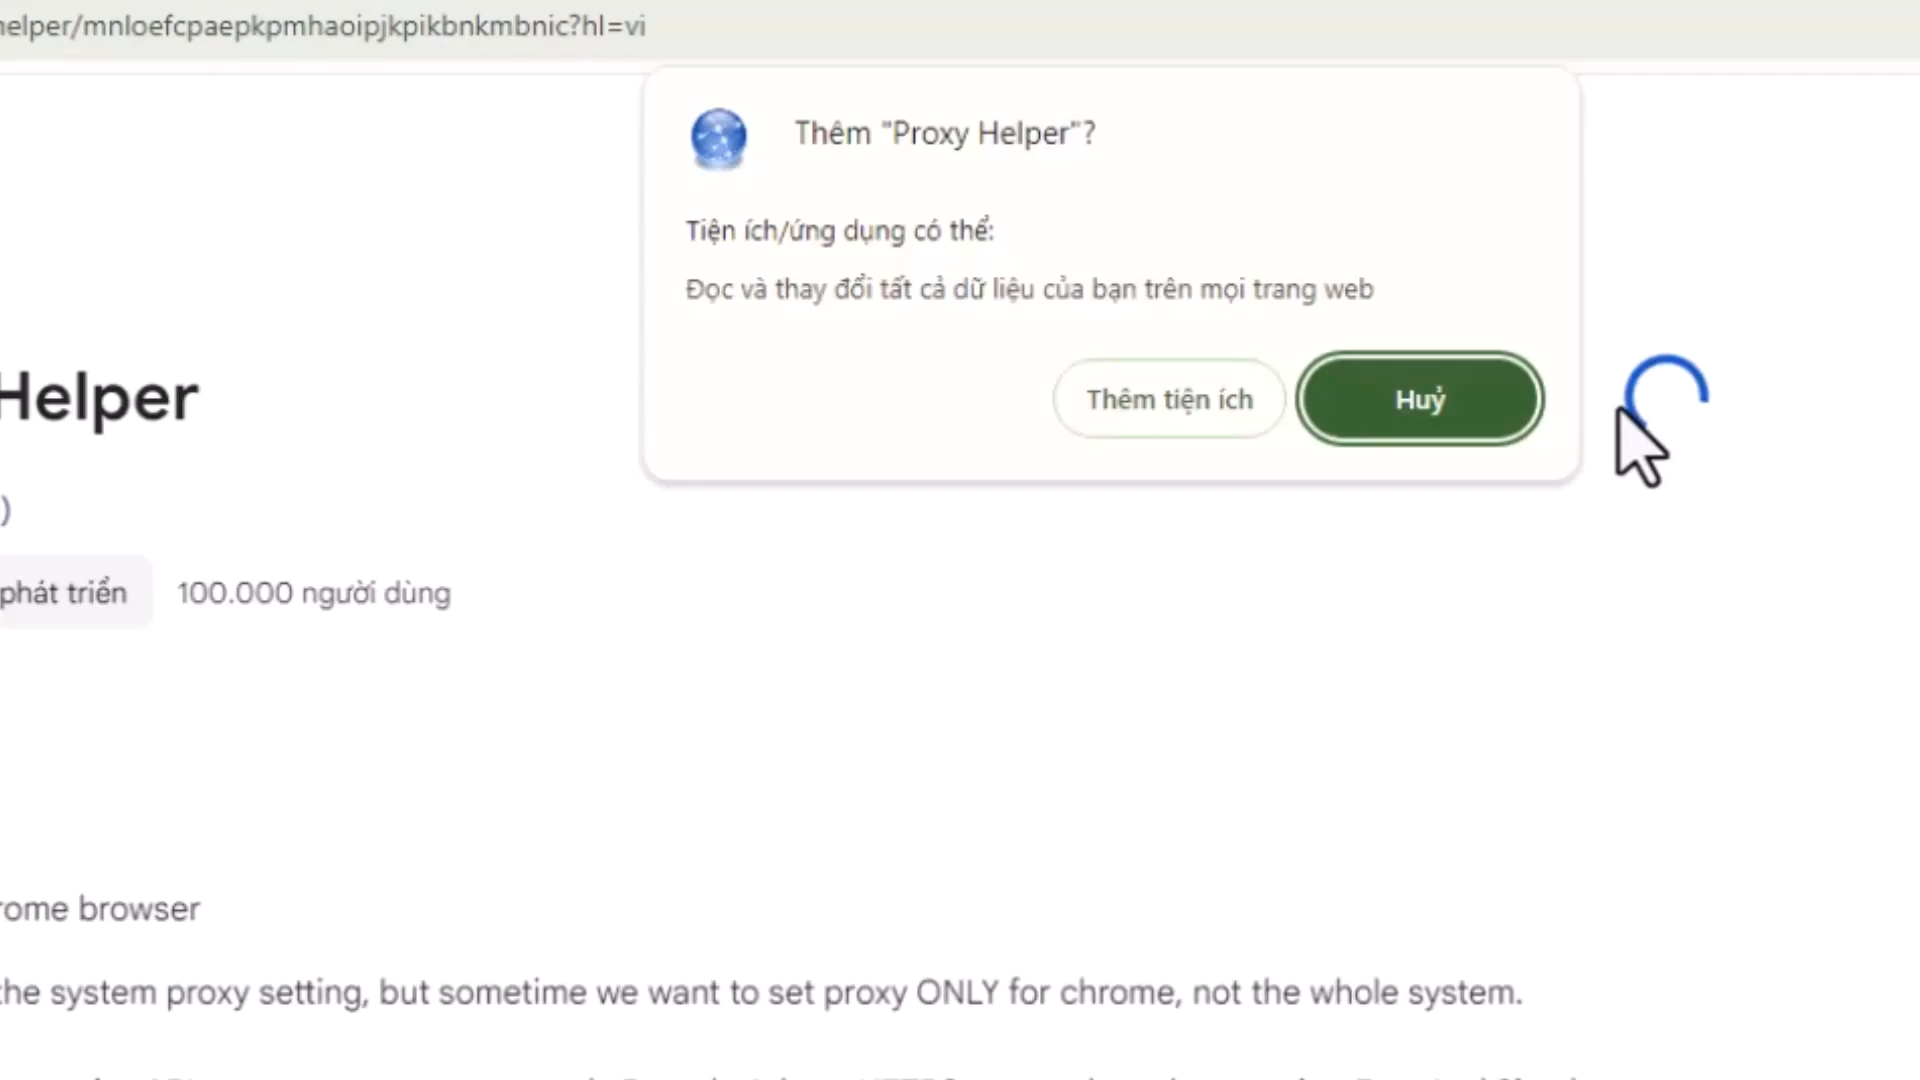 helper/mnloefcpaepkpmhaoipjkpikbnkmbnic?hl=vi
Thêm "Proxy Helper"?
Tiện ích/ứng dụng có thể:
Đọc và thay đổi tất cả dữ liệu của bạn trên mọi trang web
Thêm tiện ích
Huỷ
Helper
)
phát triển
100.000 người dùng
rome browser
the system proxy setting, but sometime we want to set proxy ONLY for chrome, not the whole system.